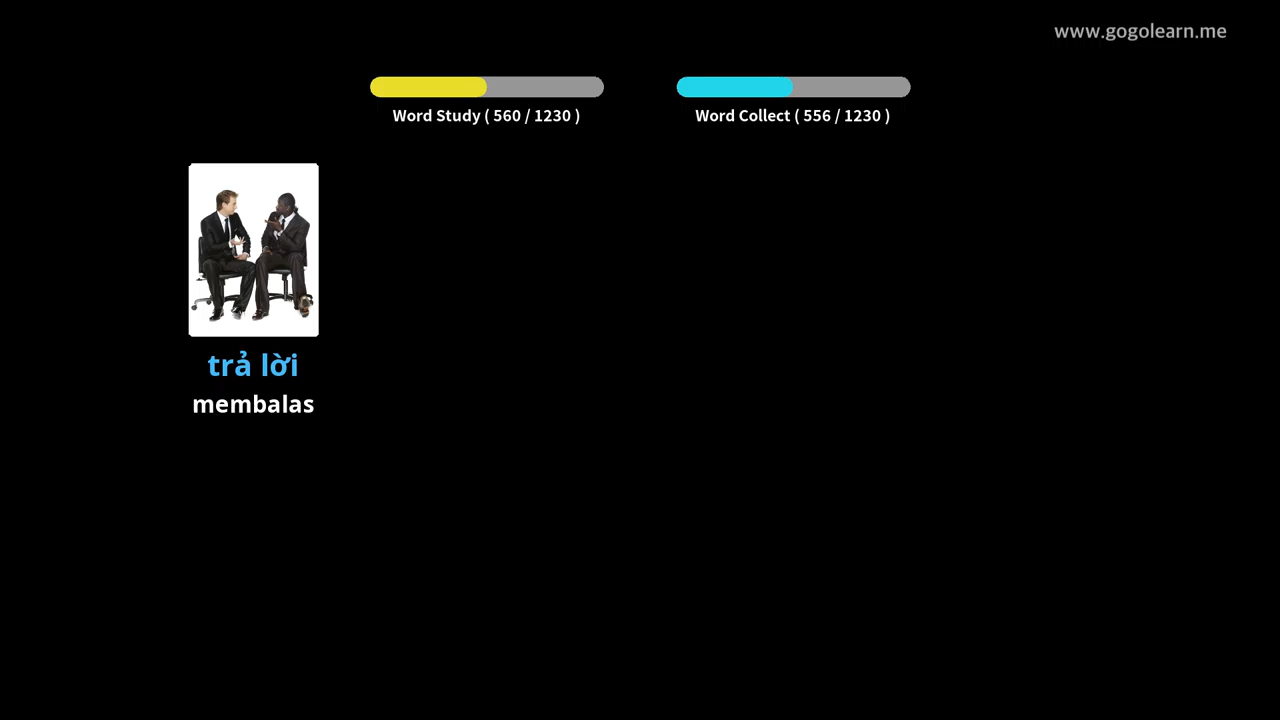 www.gogolearn.me
Word Study ( 560 / 1230 )
Word Collect ( 556 / 1230 )
trả lời
membalas